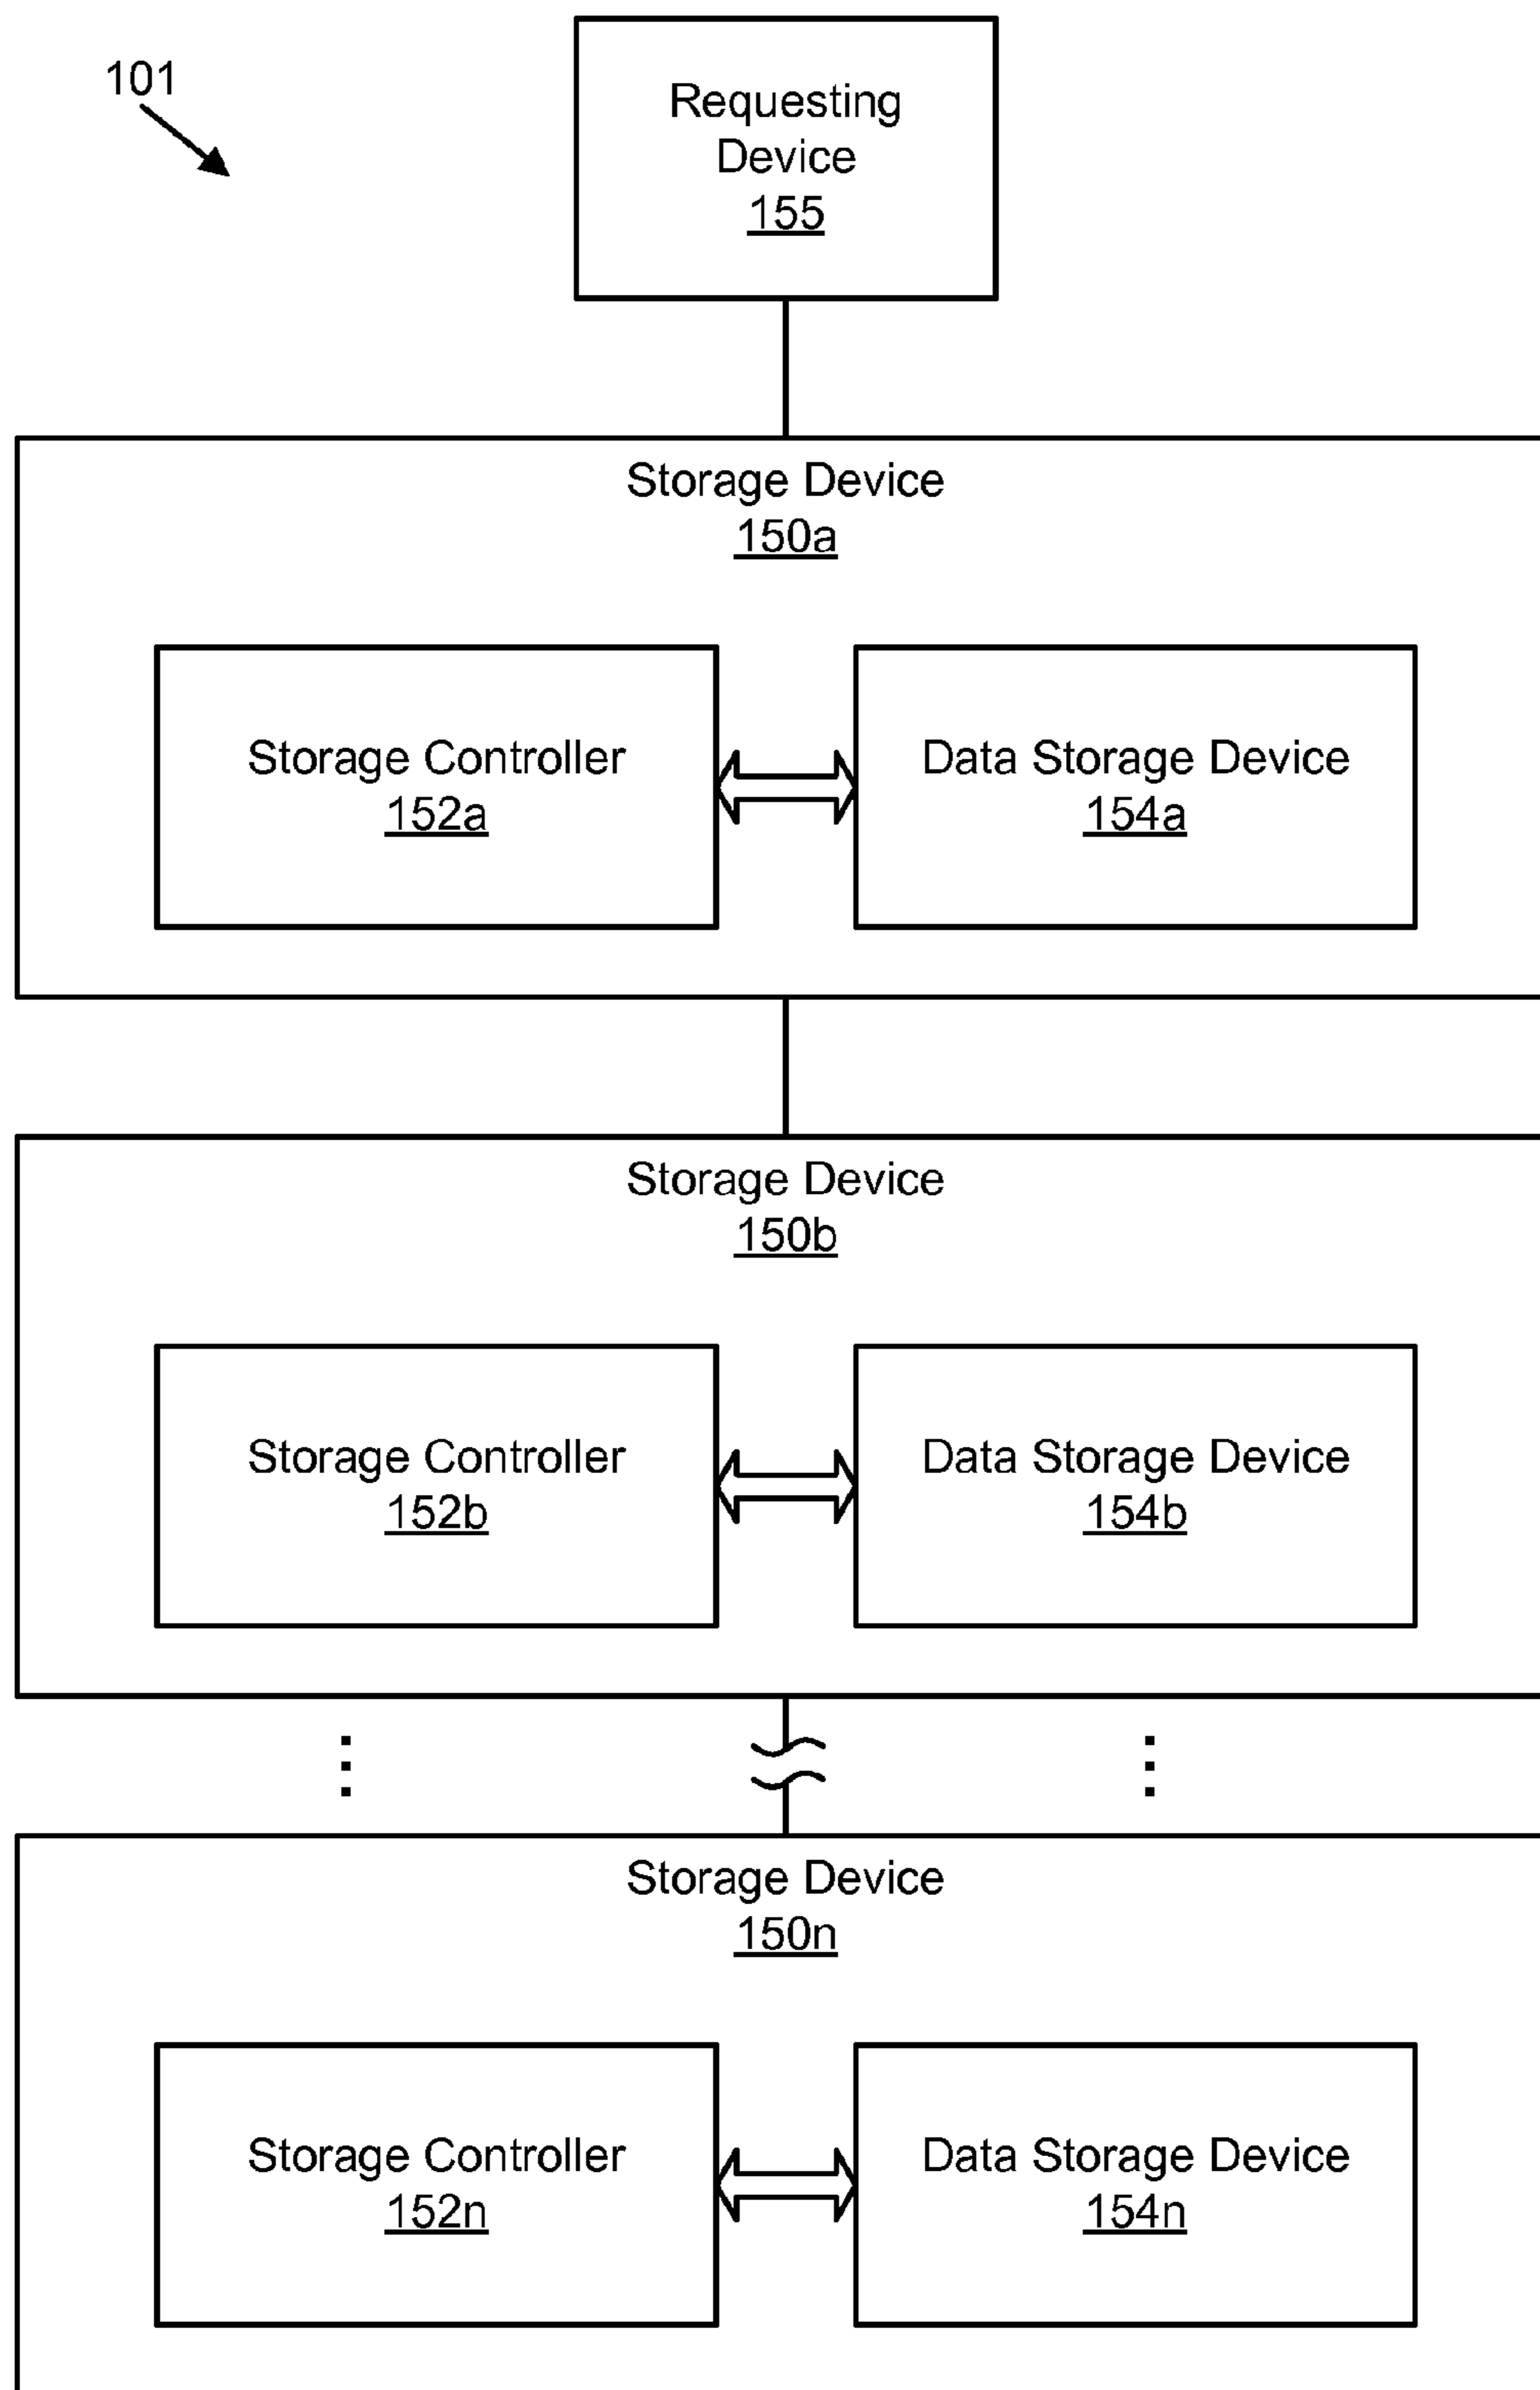 101
Requesting
Device
155
Storage Device
150a
Storage Controller
152a
Data Storage Device
154a
Storage Device
150b
Storage Controller
152b
Data Storage Device
154b
Storage Device
150n
Storage Controller
152n
Data Storage Device
154n